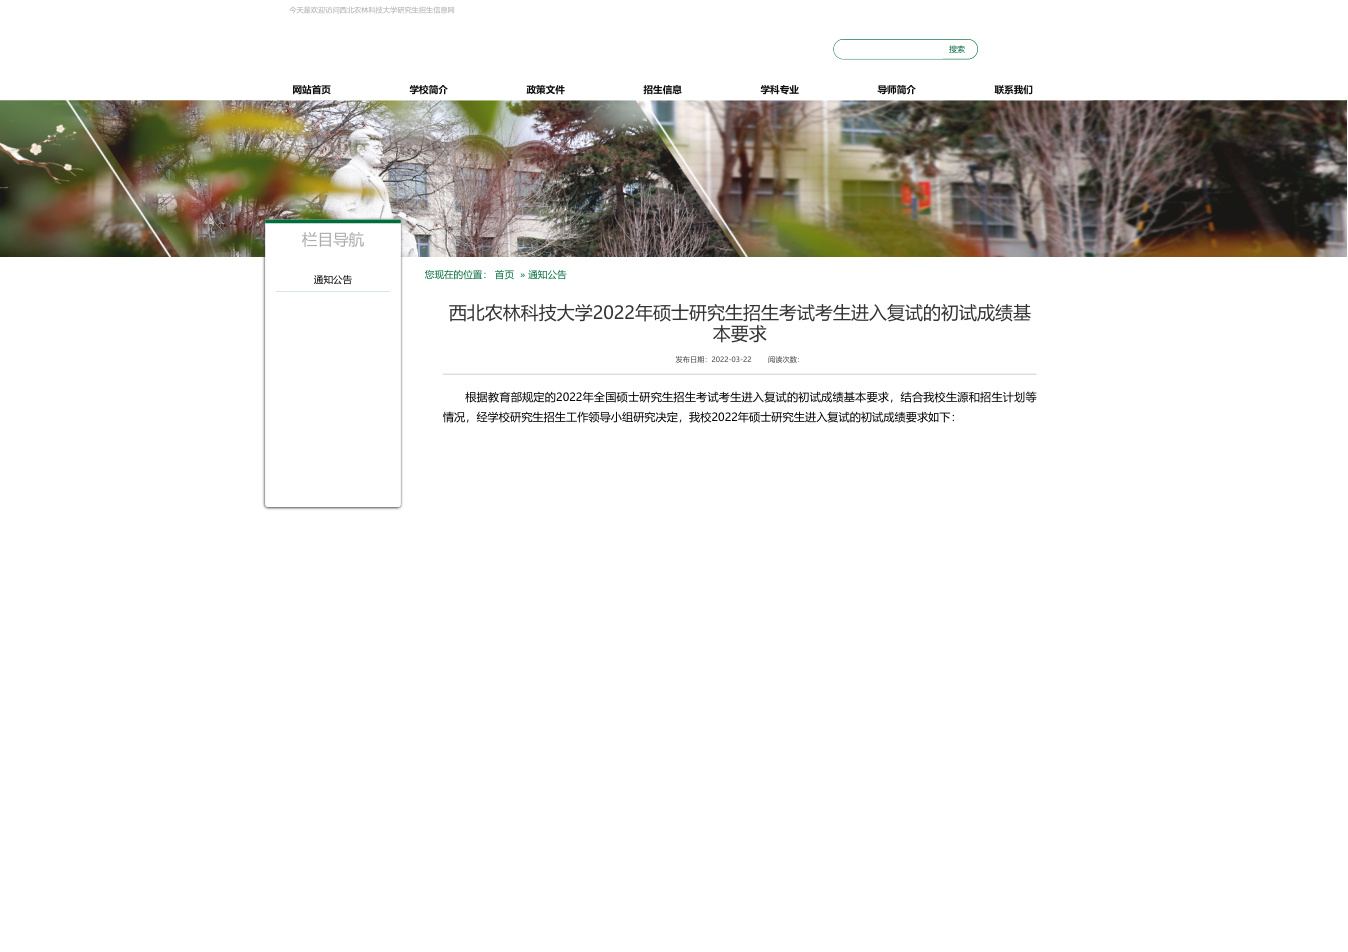 今天是欢迎访问西北农林科技大学研究生招生信息网
搜索
网站首页 学校简介 政策文件 招生信息 学科专业 导师简介 联系我们
栏目导航
通知公告
您现在的位置： 首页 » 通知公告
西北农林科技大学2022年硕士研究生招生考试考生进入复试的初试成绩基
本要求
发布日期：2022-03-22 阅读次数：
根据教育部规定的2022年全国硕士研究生招生考试考生进入复试的初试成绩基本要求，结合我校生源和招生计划等
情况，经学校研究生招生工作领导小组研究决定，我校2022年硕士研究生进入复试的初试成绩要求如下：